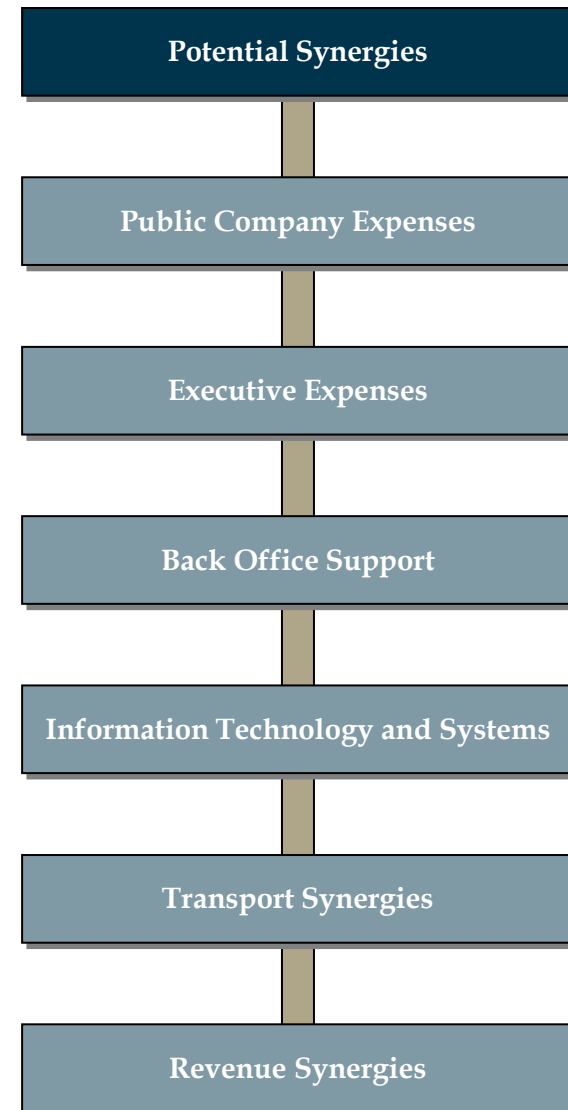 Potential Synergies
Public Company Expenses
Executive Expenses
Back Office Support
Information Technology and Systems
Transport Synergies
Revenue Synergies